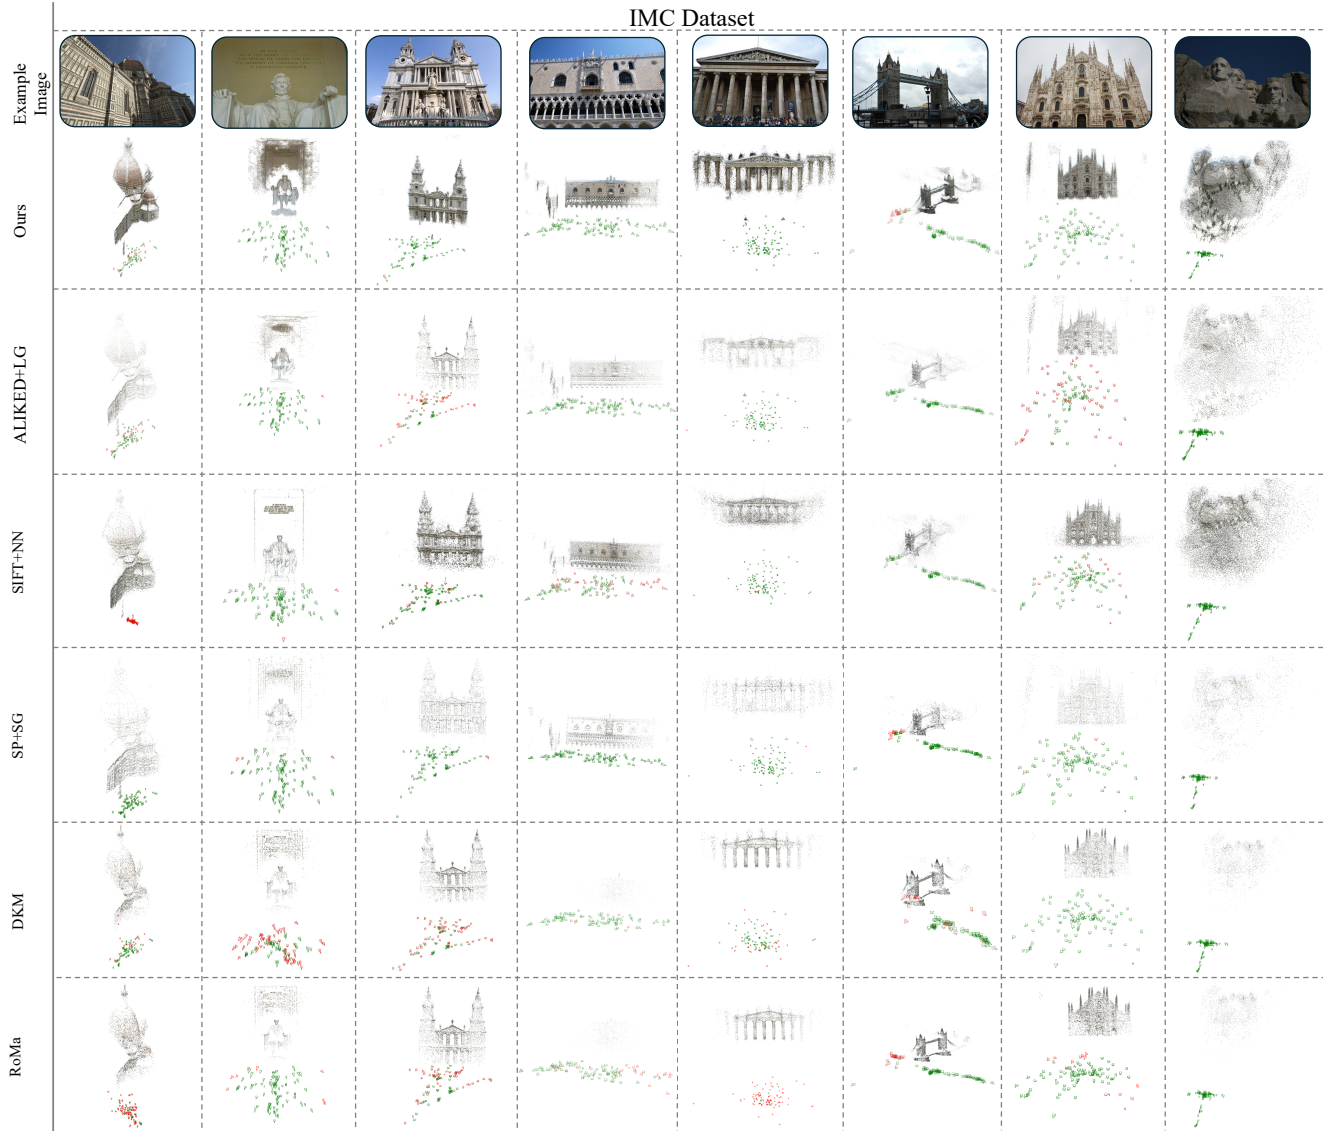 IMC Dataset
Example
Image
Ours
ALIKED+LG
SIFT+NN
SP+SG
DKM
RoMa